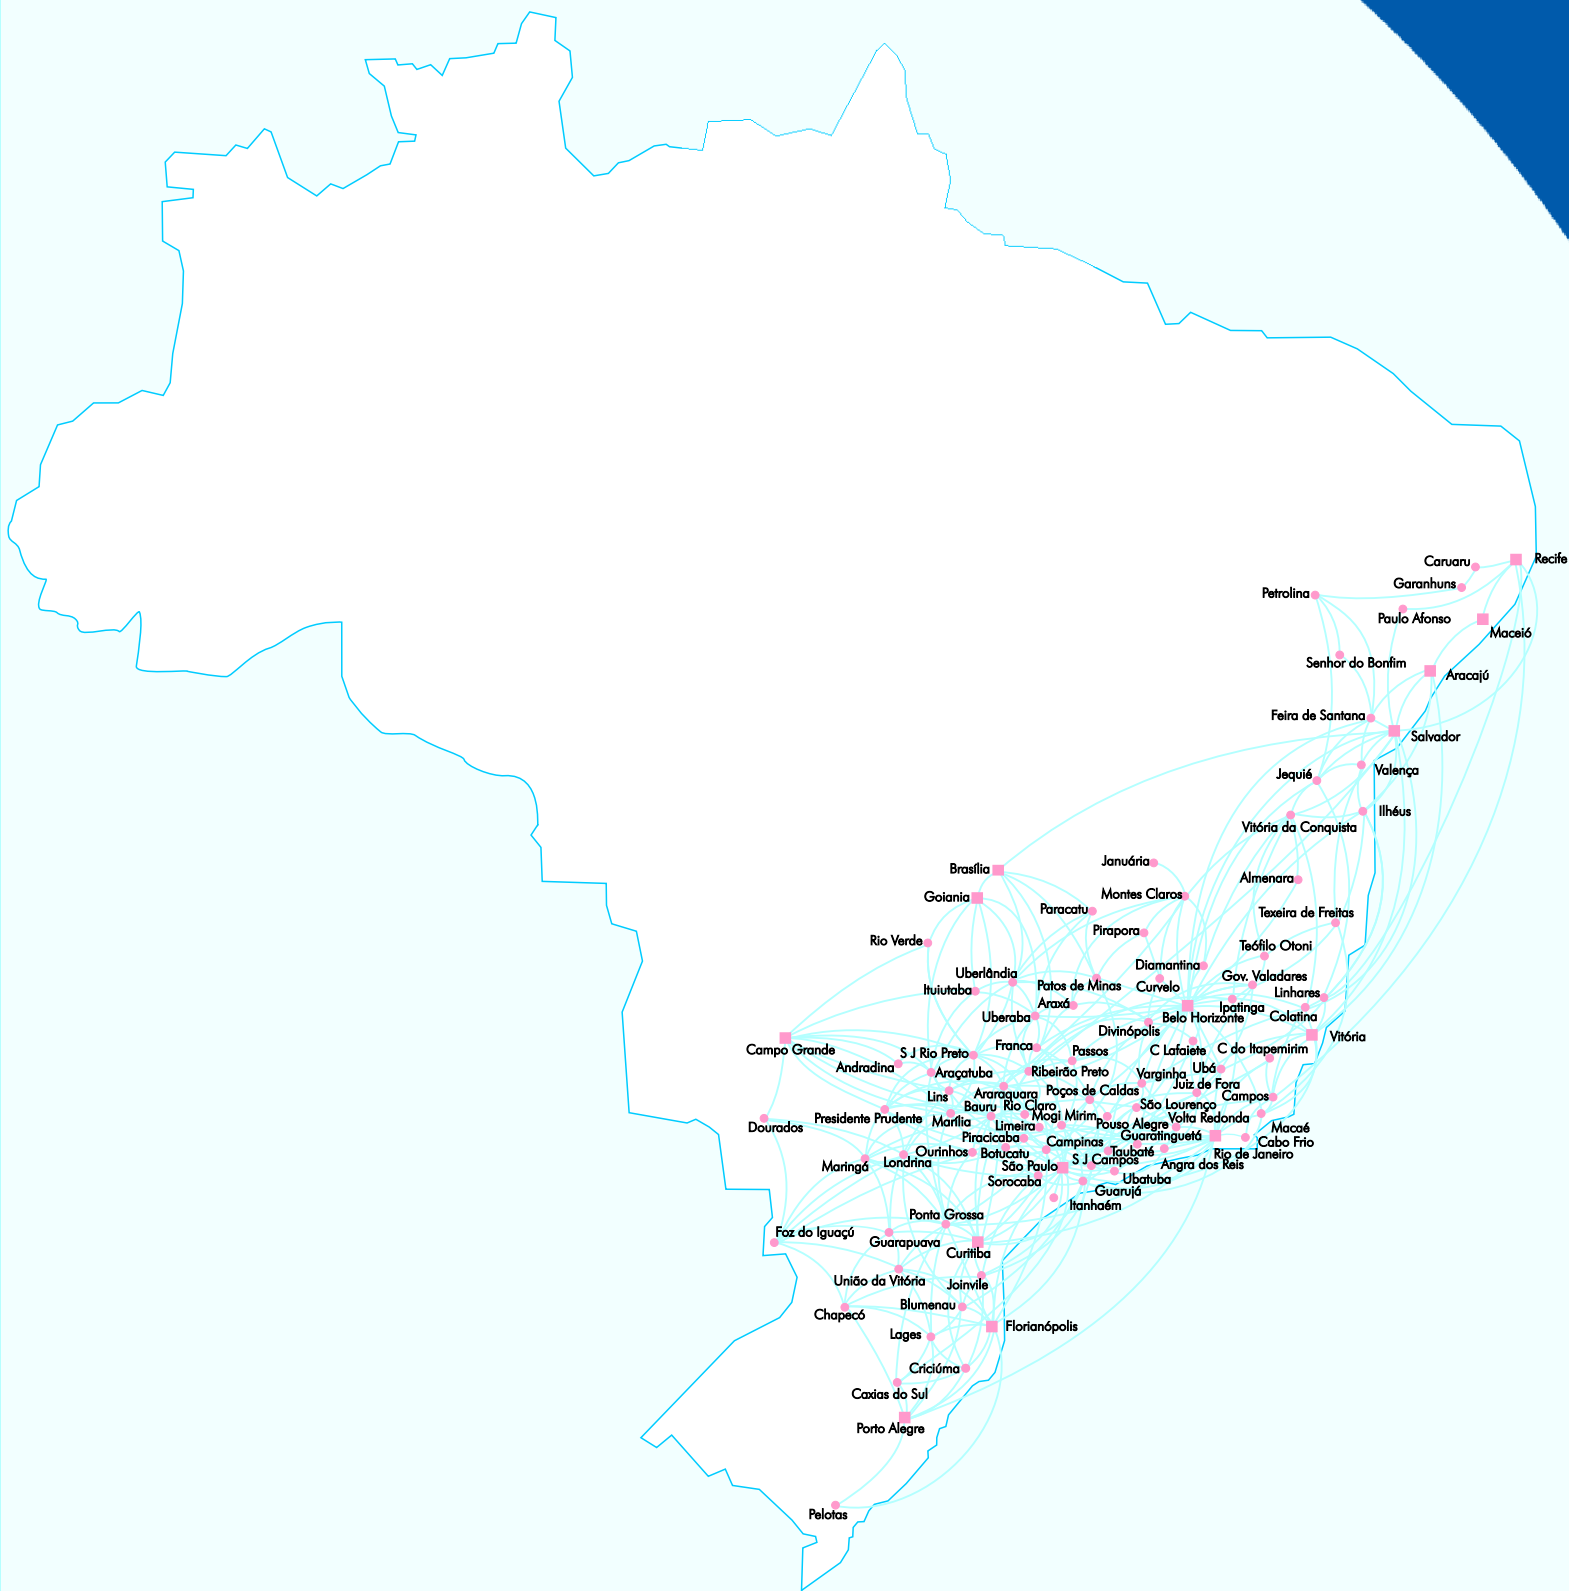 Caruaru
Recife
Garanhuns
Petrolina
Paulo Afonso
Maceió
Senhor do Bonfim
Aracajú
Feira de Santana
Salvador
Valença
Jequié
Ilhéus
Vitória da Conquista
Januária
Brasília
Almenara
Montes Claros
Goiania
Paracatu
Texeira de Freitas
Pirapora
Rio Verde
Teófilo Otoni
Diamantina
Uberlândia
Gov. Valadares
Patos de Minas
Curvelo
Ituiutaba
Linhares
Araxá
Ipatinga
Uberaba
Belo Horizonte
Colatina
Divinópolis
Vitória
Campo Grande
Franca
C Lafaiete
C do Itapemirim
S J Rio Preto
Passos
Andradina
Araçatuba
Ribeirão Preto
Ubá
Varginha
Juiz de Fora
Poços de Caldas
Araraquara
Lins
Campos
Bauru
Rio Claro
São Lourenço
Presidente Prudente
Marília
Mogi Mirim
Volta Redonda
Dourados
Limeira
Pouso Alegre
Macaé
Piracicaba
Guaratinguetá
Cabo Frio
Campinas
Ourinhos
Botucatu
Taubaté
Rio de Janeiro
Maringá
Londrina
São Paulo
S J Campos
Angra dos Reis
Sorocaba
Ubatuba
Guarujá
Itanhaém
Ponta Grossa
Foz do Iguaçú
Guarapuava
Curitiba
União da Vitória
Joinvile
Blumenau
Chapecó
Florianópolis
Lages
Criciúma
Caxias do Sul
Porto Alegre
Pelotas